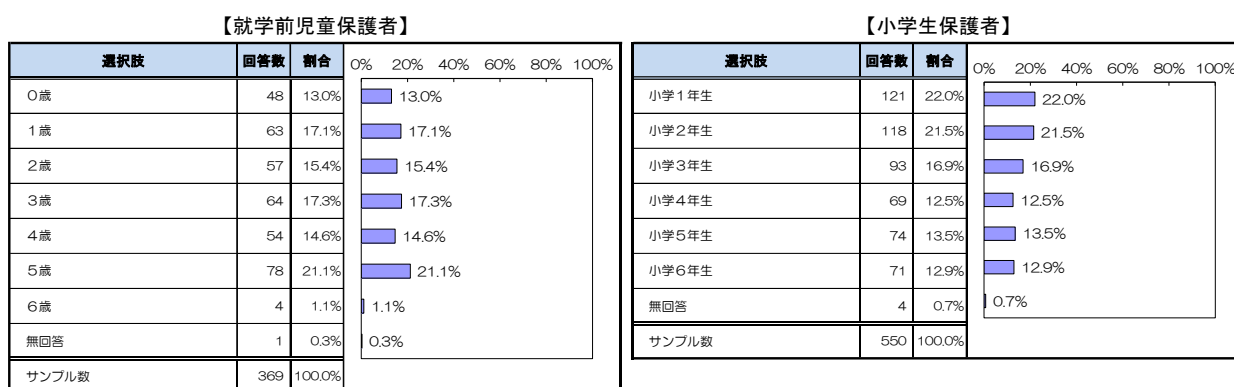 【就学前児童保護者】
選択肢 回答数 割合 0% 20% 40% 60% 80% 100%
０歳 48 13.0% 13.0%
１歳 63 17.1% 17.1%
２歳 57 15.4% 15.4%
３歳 64 17.3% 17.3%
４歳 54 14.6% 14.6%
５歳 78 21.1% 21.1%
６歳 4 1.1% 1.1%
無回答 1 0.3% 0.3%
サンプル数 369 100.0%
【小学生保護者】
選択肢 回答数 割合 0% 20% 40% 60% 80% 100%
小学１年生 121 22.0% 22.0%
小学２年生 118 21.5% 21.5%
小学３年生 93 16.9% 16.9%
小学４年生 69 12.5% 12.5%
小学５年生 74 13.5% 13.5%
小学６年生 71 12.9% 12.9%
無回答 4 0.7% 0.7%
サンプル数 550 100.0%